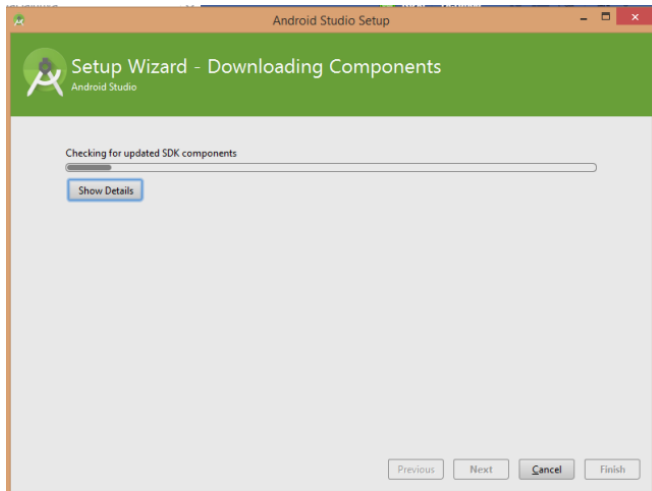 Android Studio Setup
Setup Wizard - Downloading Components
Android Studio
Checking for updated SDK components
Show Details
Previous
Next
Cancel
Finish